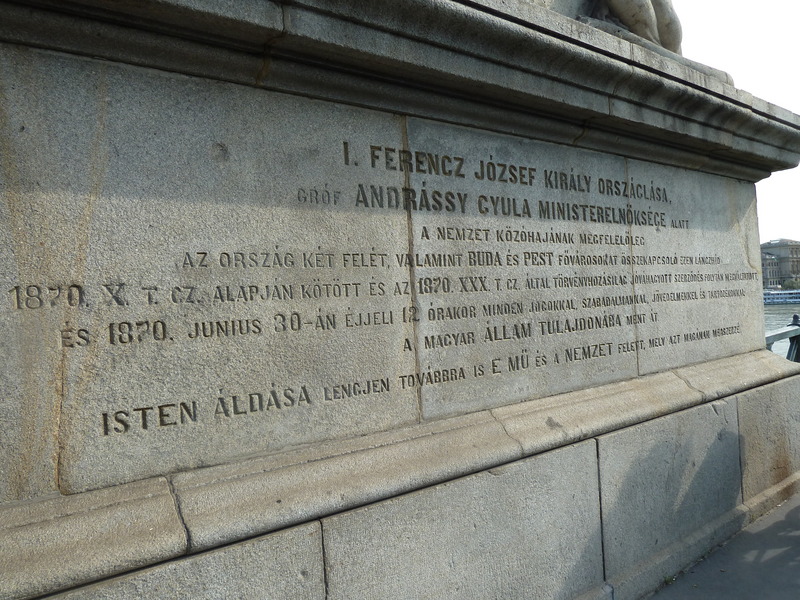 I. FERENCZ JÓZSEF KIRÁLY ORSZÁGLÁSA,
GRÓF ANDRÁSSY GYULA MINISTERELNÖKSÉGE ALATT
A NEMZET KÖZÓHAJÁNAK MEGFELELŐLEG
AZ ORSZÁG KÉT FELÉT, VALAMINT BUDA ÉS PEST FŐVÁROSOKAT ÖSSZEKAPCSOLÓ EZEN LÁNCZHÍD
1870. X. T. CZ. ALAPJÁN KÖTÖTT ÉS AZ 1870. XXX. T. CZ. ÁLTAL TÖRVÉNYHOZÁSILAG JÓVÁHAGYOTT SZERZŐDÉS FOLYTÁN MEGVÁLTATOTT
ÉS 1870. JUNIUS 30-ÁN ÉJJELI 12 ÓRAKOR MINDEN JOGOKKAL, SZABADALMAKKAL, JÖVEDELMEKKEL ÉS TARTOZÉKOKKAL
A MAGYAR ÁLLAM TULAJDONÁBA MENT ÁT
ISTEN ÁLDÁSA LENGJEN TOVÁBBRA IS E MŰ ÉS A NEMZET FELETT, MELY AZT MAGÁNAK MEGSZERZÉ